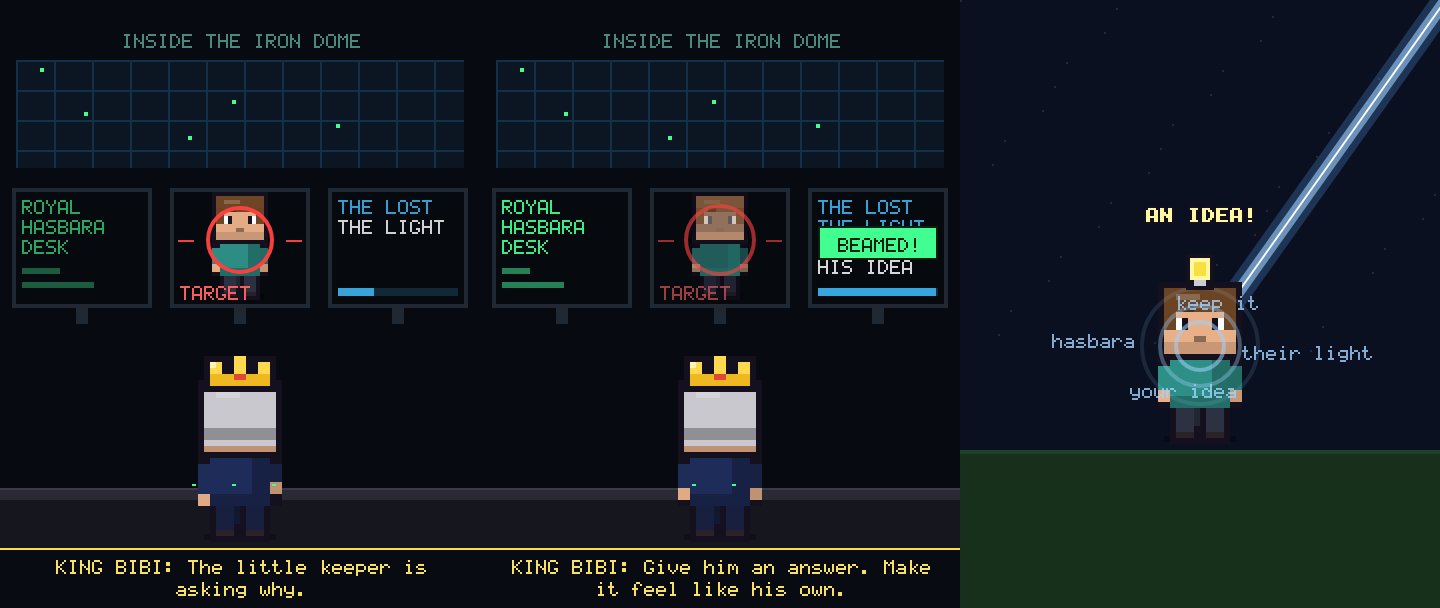 INSIDE THE IRON DOME
ROYAL
HASBARA
DESK
TARGET
THE LOST
THE LIGHT
KING BIBI: The little keeper is
asking why.
INSIDE THE IRON DOME
ROYAL
HASBARA
DESK
TARGET
THE LOST
THE LIGHT
BEAMED!
HIS IDEA
KING BIBI: Give him an answer. Make
it feel like his own.
AN IDEA!
keep it
hasbara
their light
your idea